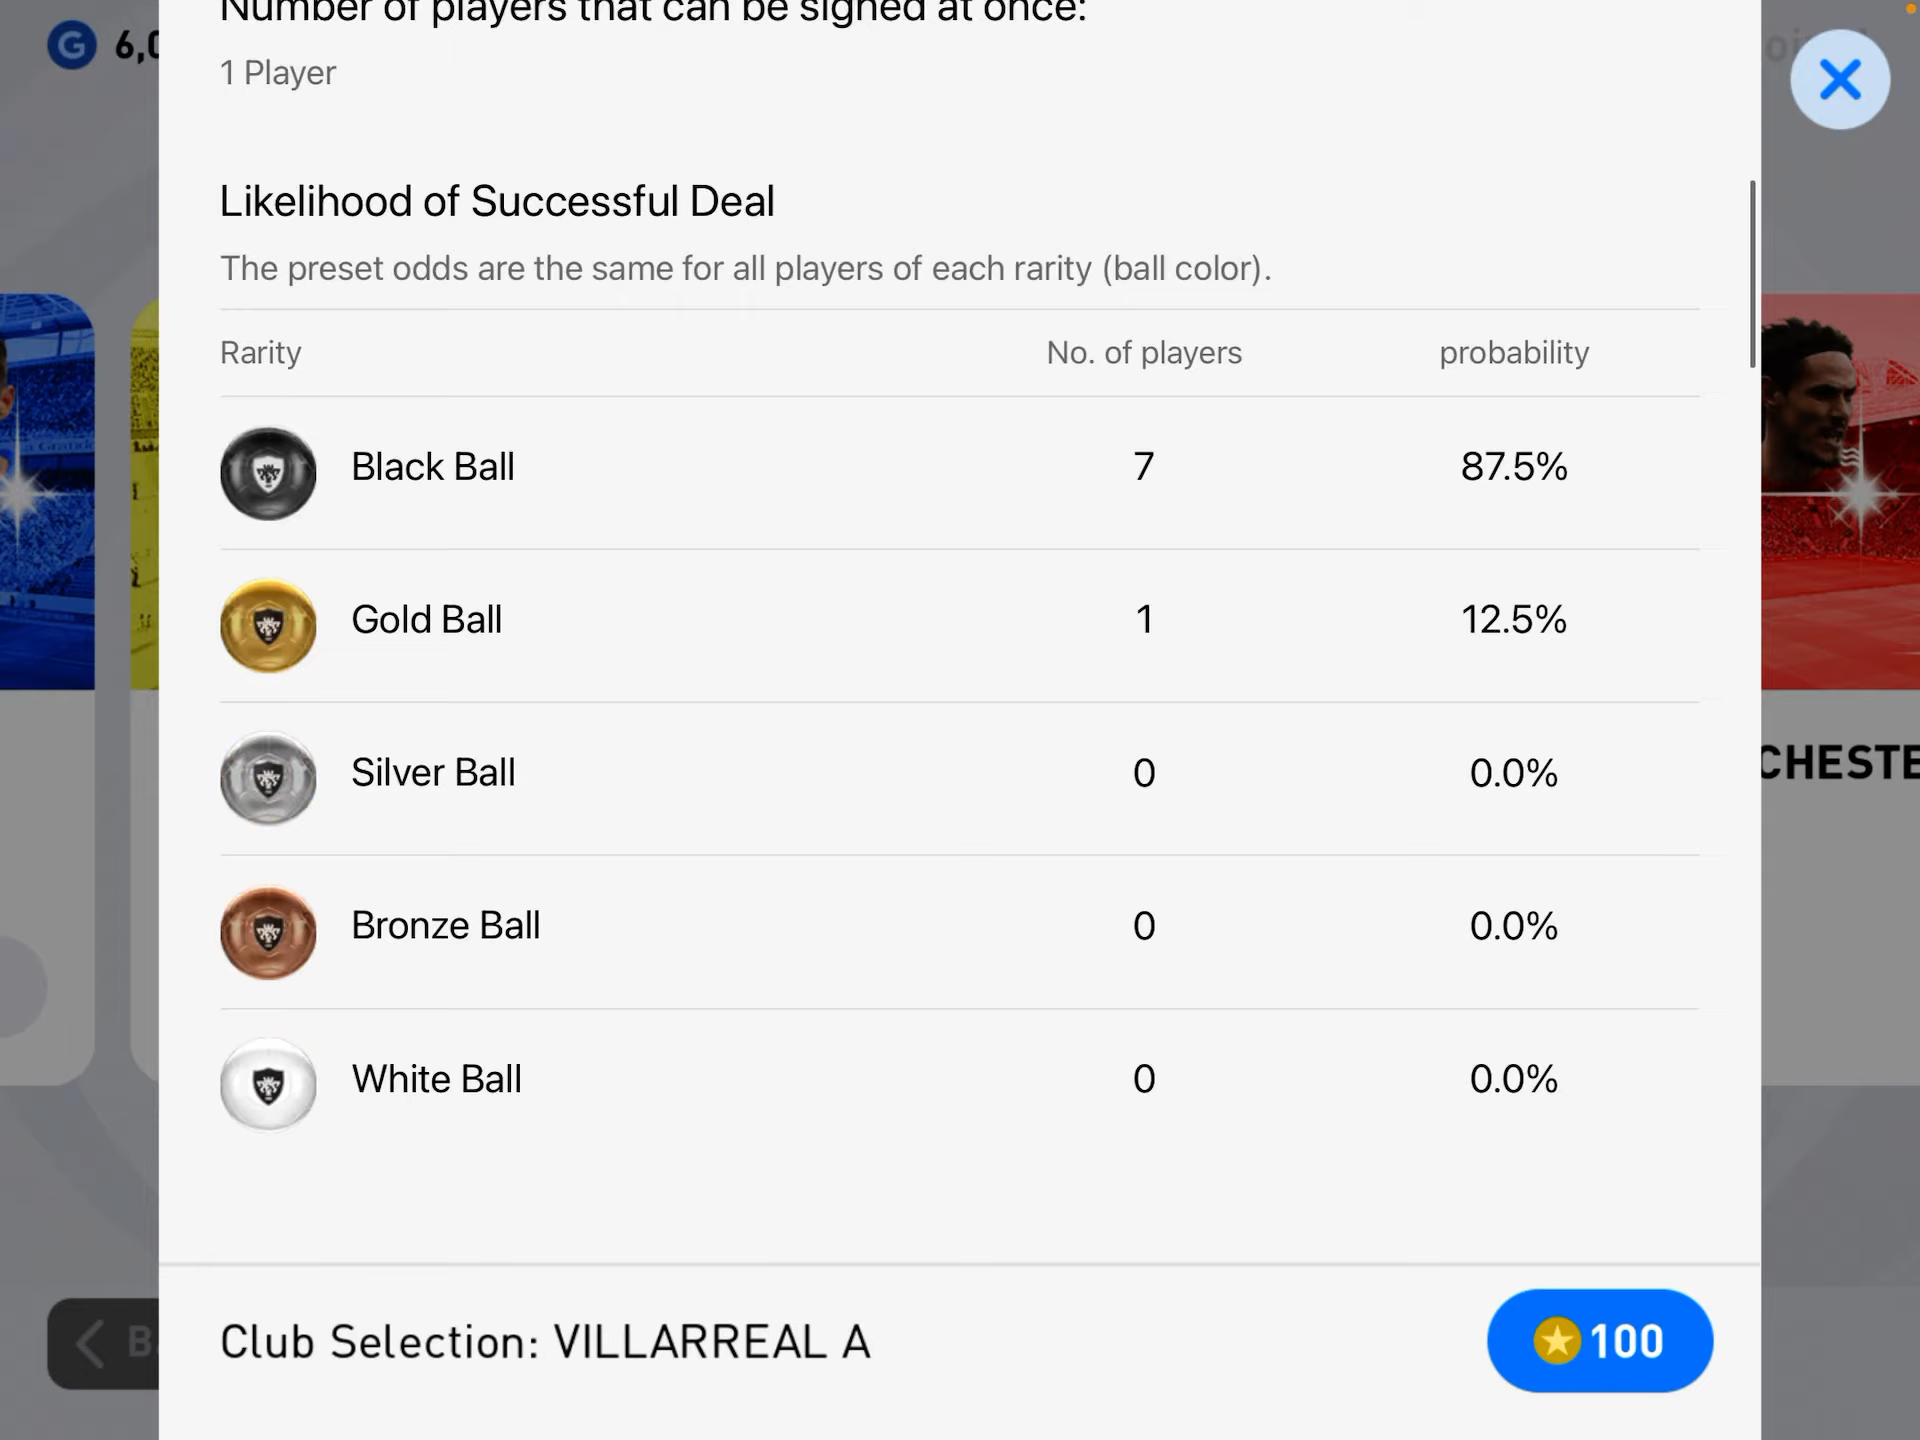 Number of players that can be signed at once:
G 6,0
1 Player
Likelihood of Successful Deal
The preset odds are the same for all players of each rarity (ball color).
Rarity No. of players probability
Black Ball 7 87.5%
Gold Ball 1 12.5%
Silver Ball 0 0.0%
CHESTE
Bronze Ball 0 0.0%
White Ball 0 0.0%
Club Selection: VILLARREAL A 100